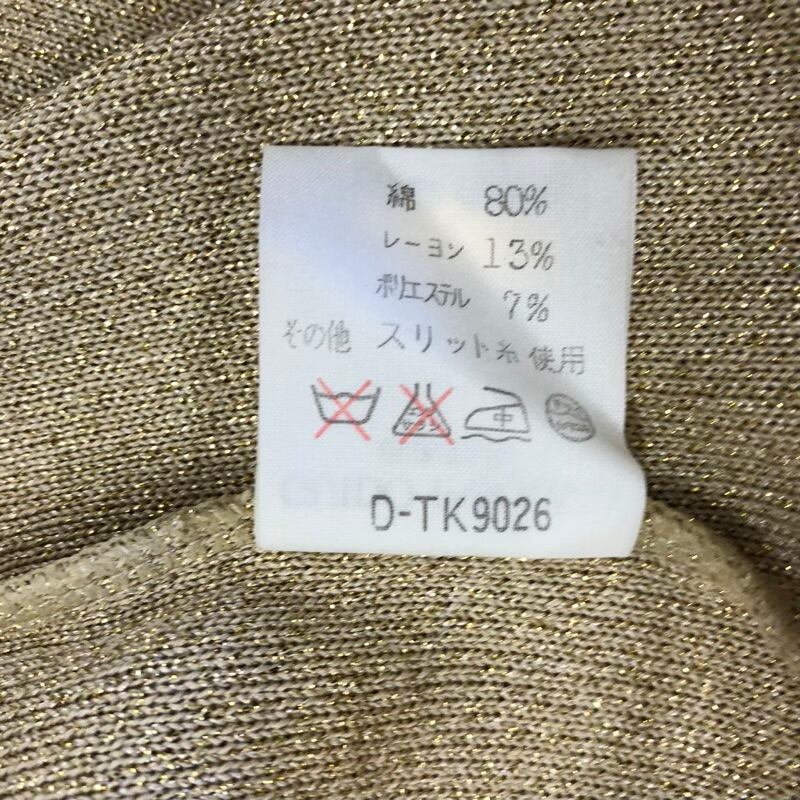 綿 80%
レーヨン 13%
ポリエステル 7%
その他 スリット糸使用
中
D-TK9026